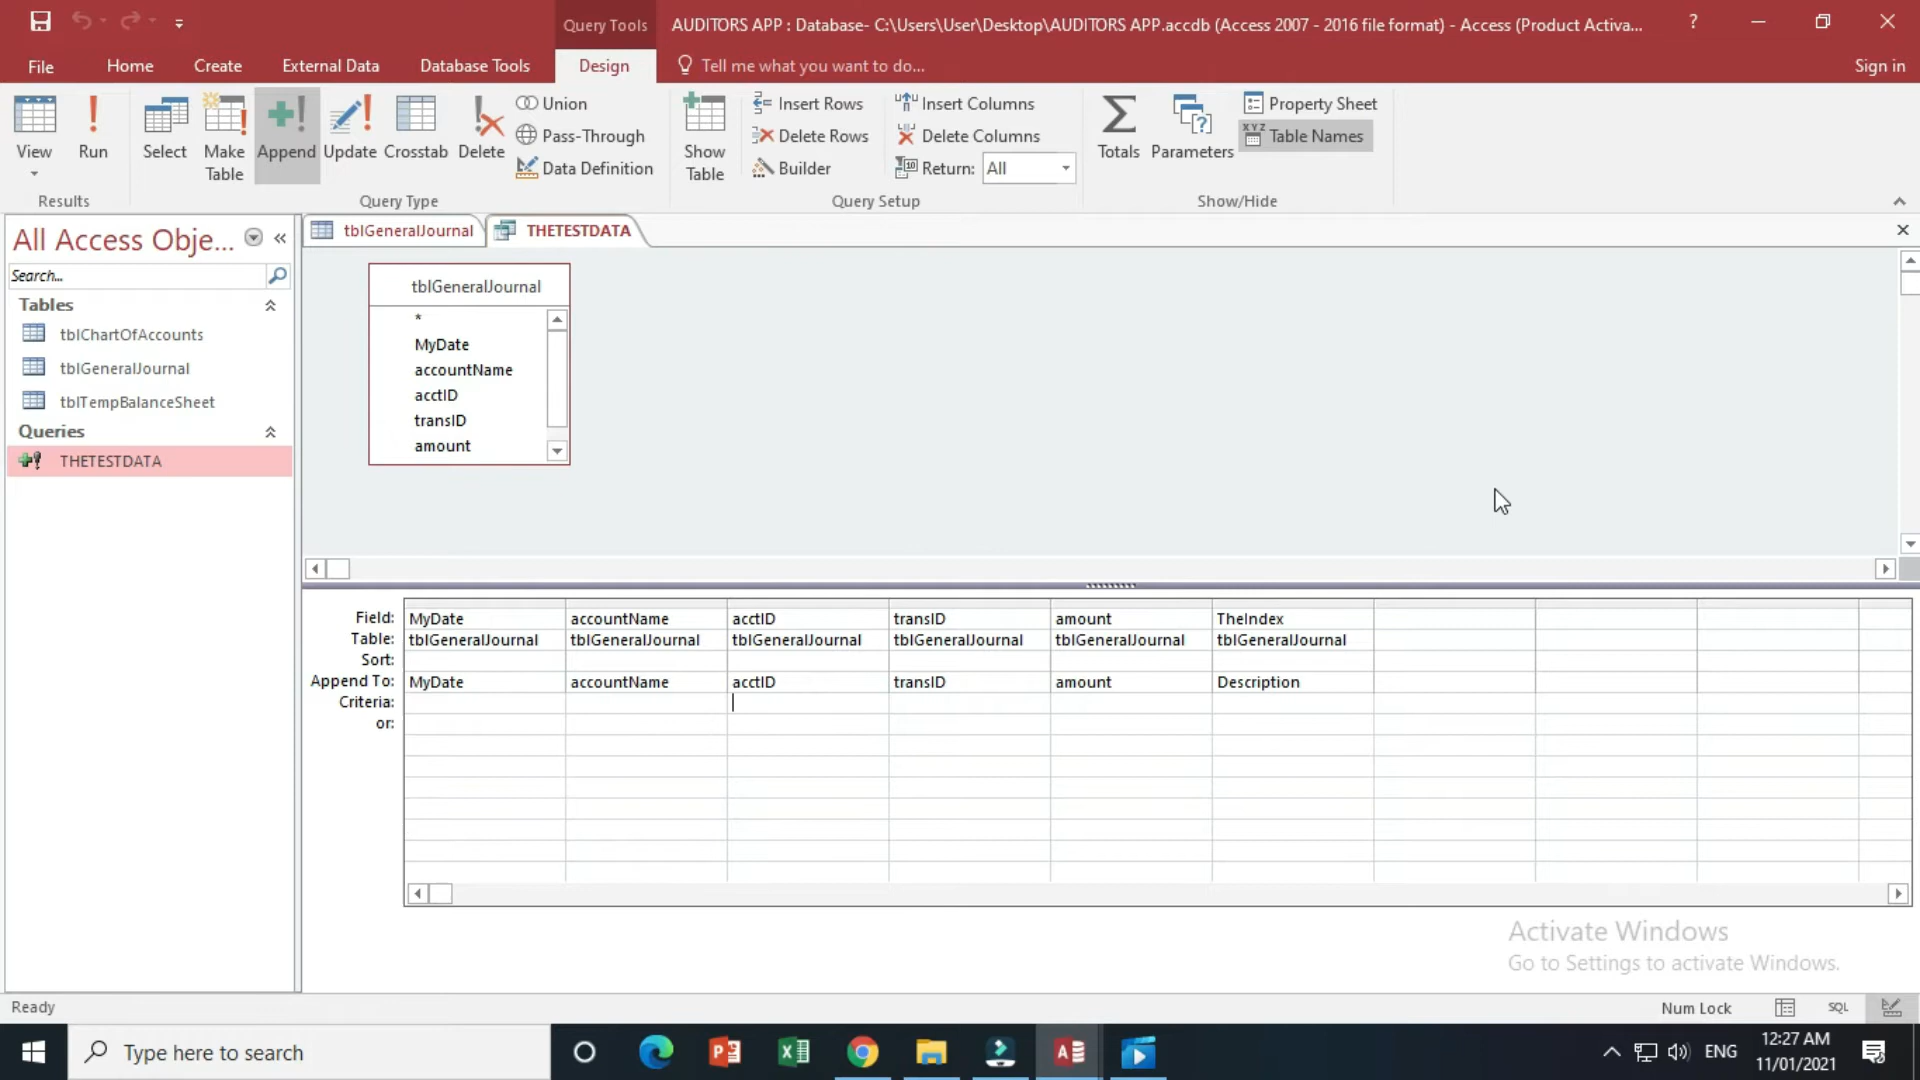 Query Tools
AUDITORS APP : Database- C:\Users\User\Desktop\AUDITORS APP.accdb (Access 2007 - 2016 file format) - Access (Product Activa...
?
File Home Create External Data Database Tools Design Tell me what you want to do... Sign in
View
Run
Select
Make Table
Append
Update
Crosstab
Delete
Union
Pass-Through
Data Definition
Show Table
Insert Rows
Delete Rows
Builder
Insert Columns
Delete Columns
Return: All
Totals
Parameters
Property Sheet
Table Names
Results Query Type Query Setup Show/Hide
All Access Obje...
Search...
Tables
tblChartOfAccounts
tblGeneralJournal
tblTempBalanceSheet
Queries
THETESTDATA
tblGeneralJournal THETESTDATA
tblGeneralJournal
*
MyDate
accountName
acctID
transID
amount
Field: MyDate accountName acctID transID amount TheIndex
Table: tblGeneralJournal tblGeneralJournal tblGeneralJournal tblGeneralJournal tblGeneralJournal tblGeneralJournal
Sort:
Append To: MyDate accountName acctID transID amount Description
Criteria:
or:
Activate Windows
Go to Settings to activate Windows.
Ready Num Lock SQL
Type here to search
ENG
12:27 AM
11/01/2021